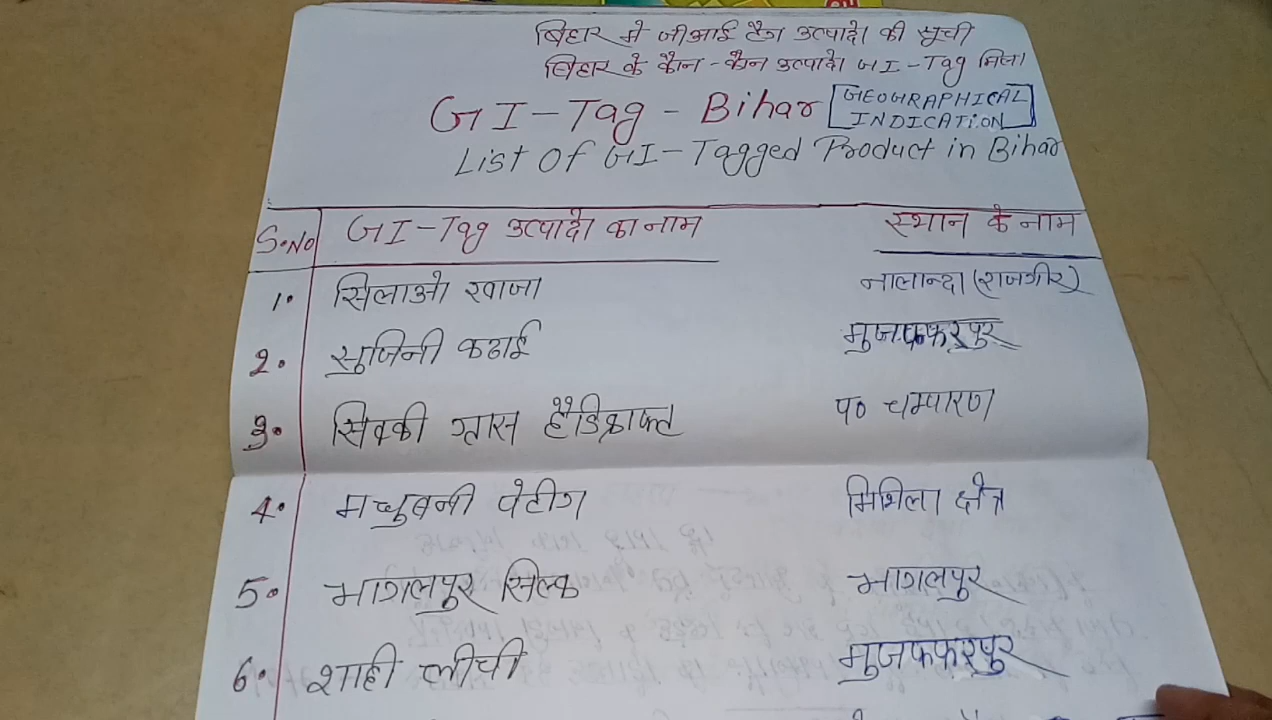 बिहार मे जीआई टैग उत्पादो की सूची
बिहार के कौन-कौन उत्पादो GI-Tag मिला
GI-Tag - Bihar [GEOGRAPHICAL INDICATION]
List Of GI-Tagged Product in Bihar
S.No GI-Tag उत्पादो का नाम स्थान के नाम
1. सिलाओ खाजा नालान्दा (राजगीर)
2. सुजिनी कढाई मुजफ्फरपुर
3. सिक्की ग्रास हैंडिक्राफ्ट प० चम्पारण
4. मधुबनी पेटीग मिथिला क्षेत्र
5. भागलपुर सिल्क भागलपुर
6. शाही लीची मुजफ्फरपुर